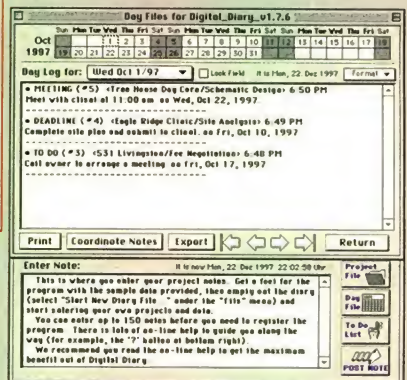 Day Files for Digital_Diary_v1.7.6
Sun Mon Tue Wed Thu Fri Sat Sun Mon Tue Wed Thu Fri Sat Sun Mon Tue Wed Thu Fri Sat
Oct 1 2 3 4 5 6 7 8 9 10 11 12 13 14 15 16 17 18
1997 19 20 21 22 23 24 25 26 27 28 29 30 31
Day Log for: Wed Oct 1/97 Lock Field It is Mon, 22 Dec 1997 Format
• MEETING (#5) <Tree House Day Care/Schematic Design> 6:50 PM
Meet with client at 11:00 am on Wed, Oct 22, 1997
• DEADLINE (#4) <Eagle Ridge Clinic/Site Analysis> 6:49 PM
Complete site plan and submit to client. on Fri, Oct 10, 1997
• TO DO (#3) <531 Livingston/Fee Negotiation> 6:48 PM
Call owner to arrange a meeting on Fri, Oct 17, 1997
Print Coordinate Notes Export Return
Enter Note: It is now Mon, 22 Dec 1997 22:02:58 Uhr
This is where you enter your project notes. Get a feel for the
program with the sample data provided, then empty out the diary
(select "Start New Diary File..." under the "file" menu) and
start entering your own projects and data.
You can enter up to 150 notes before you need to register the
program. There is lots of on-line help to guide you along the
way (for example, the '?' button at bottom right).
We recommend you read the on-line help to get the maximum
benefit out of Digital Diary.
Project
File
Day
File
To Do
List
POST NOTE